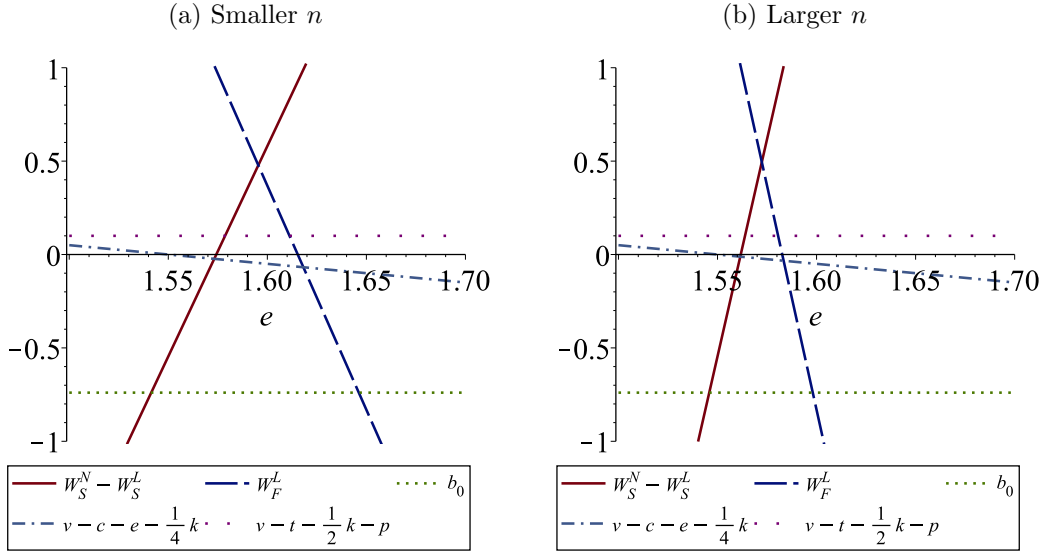 (a) Smaller n
1
0.5
0
1.55 1.60 1.65 1.70
e
−0.5
−1
W_S^N − W_S^L W_F^L b_0
v − c − e − 1/4 k v − t − 1/2 k − p
(b) Larger n
1
0.5
0
1.55 1.60 1.65 1.70
e
−0.5
−1
W_S^N − W_S^L W_F^L b_0
v − c − e − 1/4 k v − t − 1/2 k − p